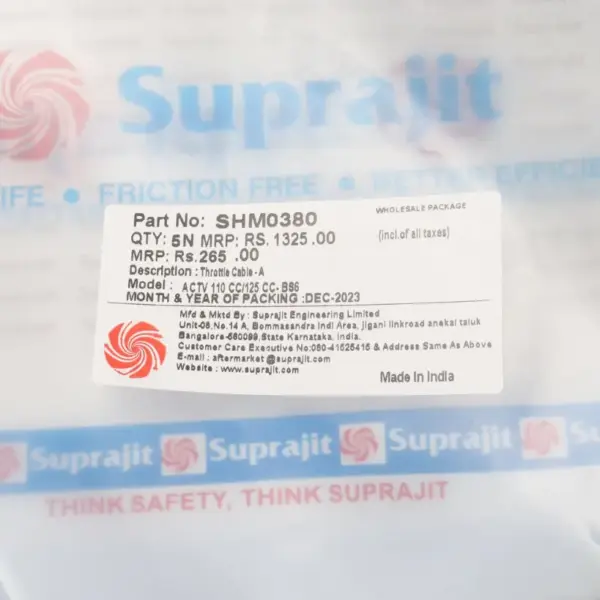 Suprajit
IFE • FRICTION FREE • BETTER EFFICIE
WHOLESALE PACKAGE
Part No: SHM0380
QTY: 5N MRP: RS. 1325.00 (incl.of all taxes)
MRP: Rs.265 .00
Description : Throttle Cable - A
Model : ACTV 110 CC/125 CC- BS6
MONTH & YEAR OF PACKING :DEC-2023
Mfd & Mktd By : Suprajit Engineering Limited
Unit-08,No.14 A, Bommasandra Indl Area, jigani linkroad anekal taluk
Bangalore-560099,State Karnataka, India.
Customer Care Executive No:080-41525415 & Address Same As Above
E-mail : aftermarket@suprajit.com
Website : www.suprajit.com
Made In India
Suprajit Suprajit Suprajit Su
THINK SAFETY, THINK SUPRAJIT